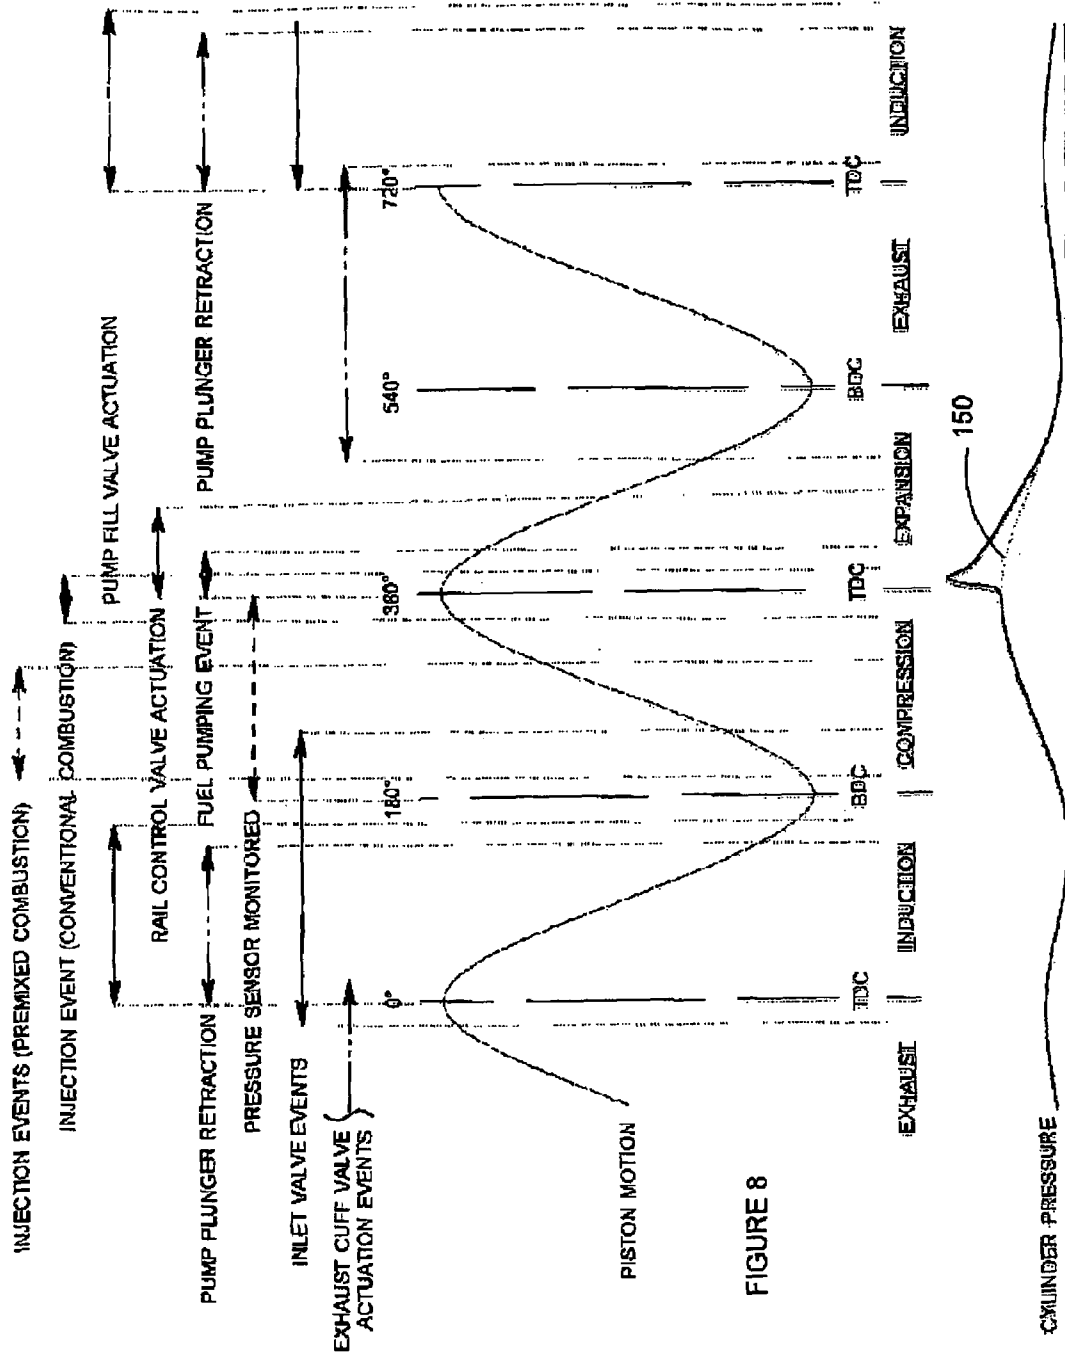 INJECTION EVENTS (PREMIXED COMBUSTION)
INJECTION EVENT (CONVENTIONAL COMBUSTION)
PUMP FILL VALVE ACTUATION
RAIL CONTROL VALVE ACTUATION
PUMP PLUNGER RETRACTION
FUEL PUMPING EVENT
PUMP PLUNGER RETRACTION
PRESSURE SENSOR MONITORED
INLET VALVE EVENTS
EXHAUST CUFF VALVE
ACTUATION EVENTS
0°
180°
360°
540°
720°
PISTON MOTION
TDC
BDC
TDC
BDC
TDC
EXHAUST
INDUCTION
COMPRESSION
EXPANSION
EXHAUST
INDUCTION
150
CYLINDER PRESSURE
FIGURE 8